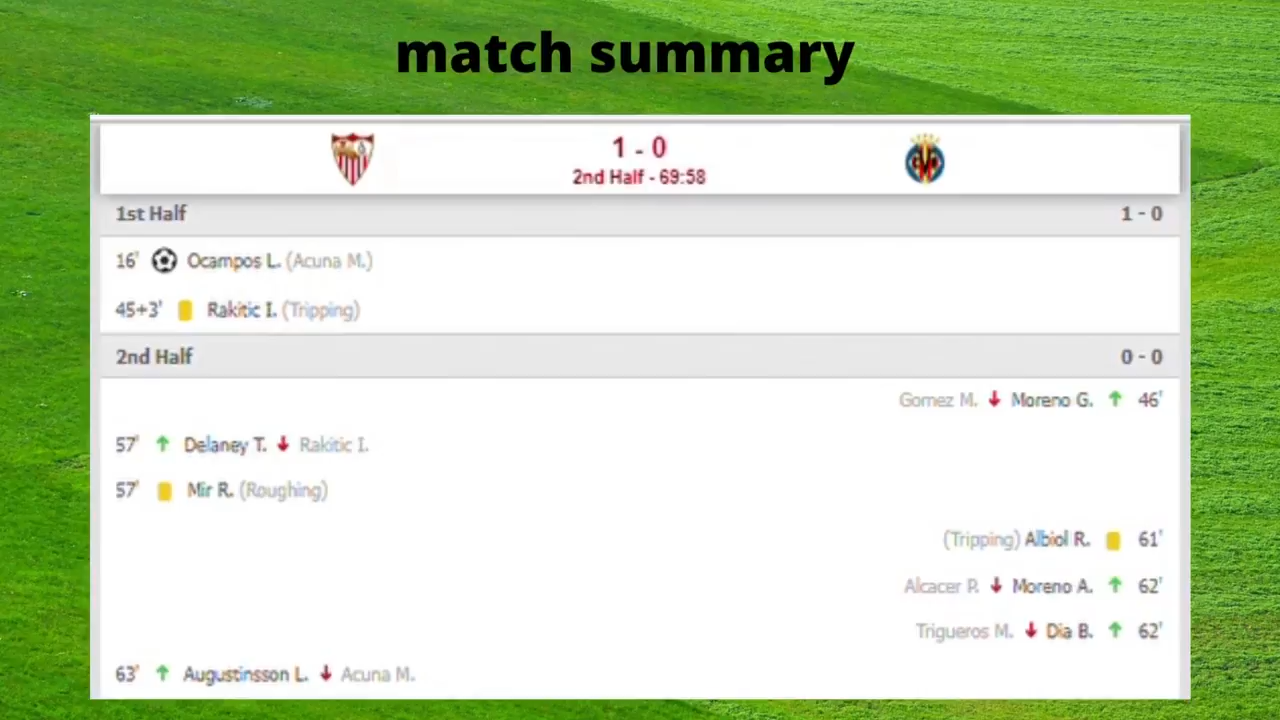 match summary
1 - 0
2nd Half - 69:58
1st Half 1 - 0
16' Ocampos L. (Acuna M.)
45+3' Rakitic I. (Tripping)
2nd Half 0 - 0
Gomez M. Moreno G. 46'
57' Delaney T. Rakitic I.
57' Mir R. (Roughing)
(Tripping) Albiol R. 61'
Alcacer P. Moreno A. 62'
Trigueros M. Dia B. 62'
63' Augustinsson L. Acuna M.